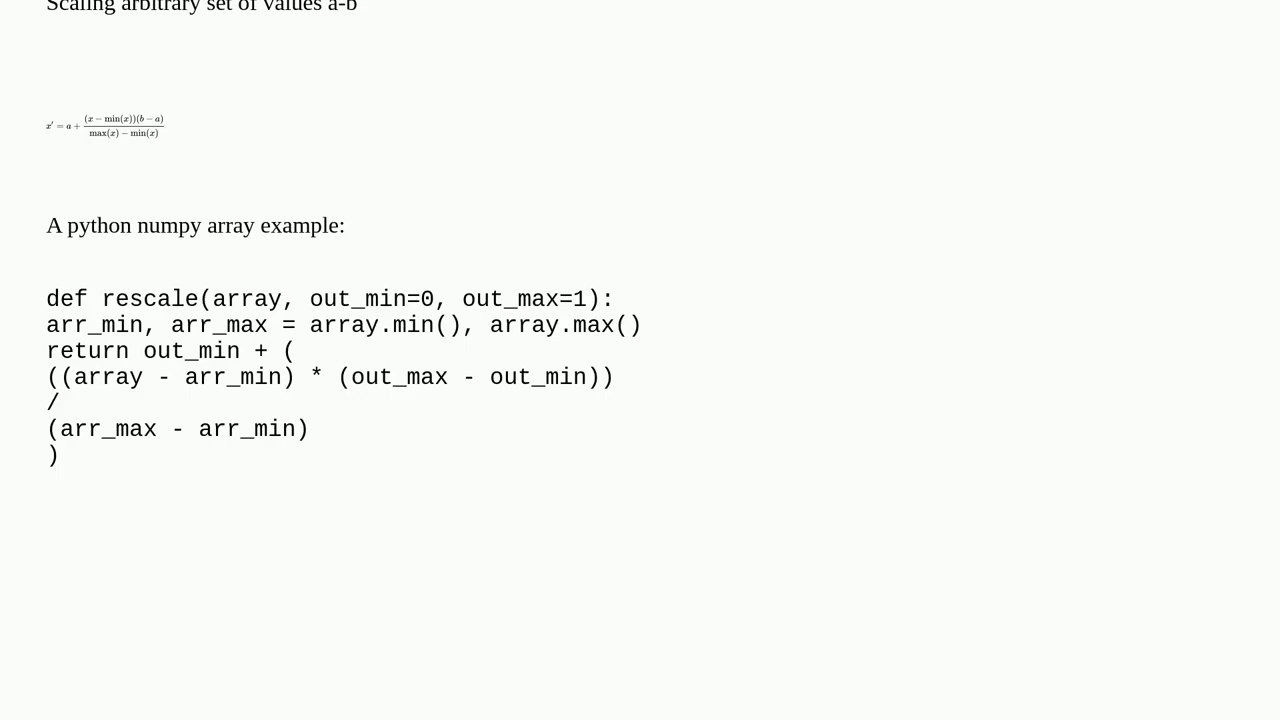 Scaling arbitrary set of values a-b
x′ = a + (x − min(x))(b − a) / max(x) − min(x)
A python numpy array example:
def rescale(array, out_min=0, out_max=1):
arr_min, arr_max = array.min(), array.max()
return out_min + (
((array - arr_min) * (out_max - out_min))
/
(arr_max - arr_min)
)